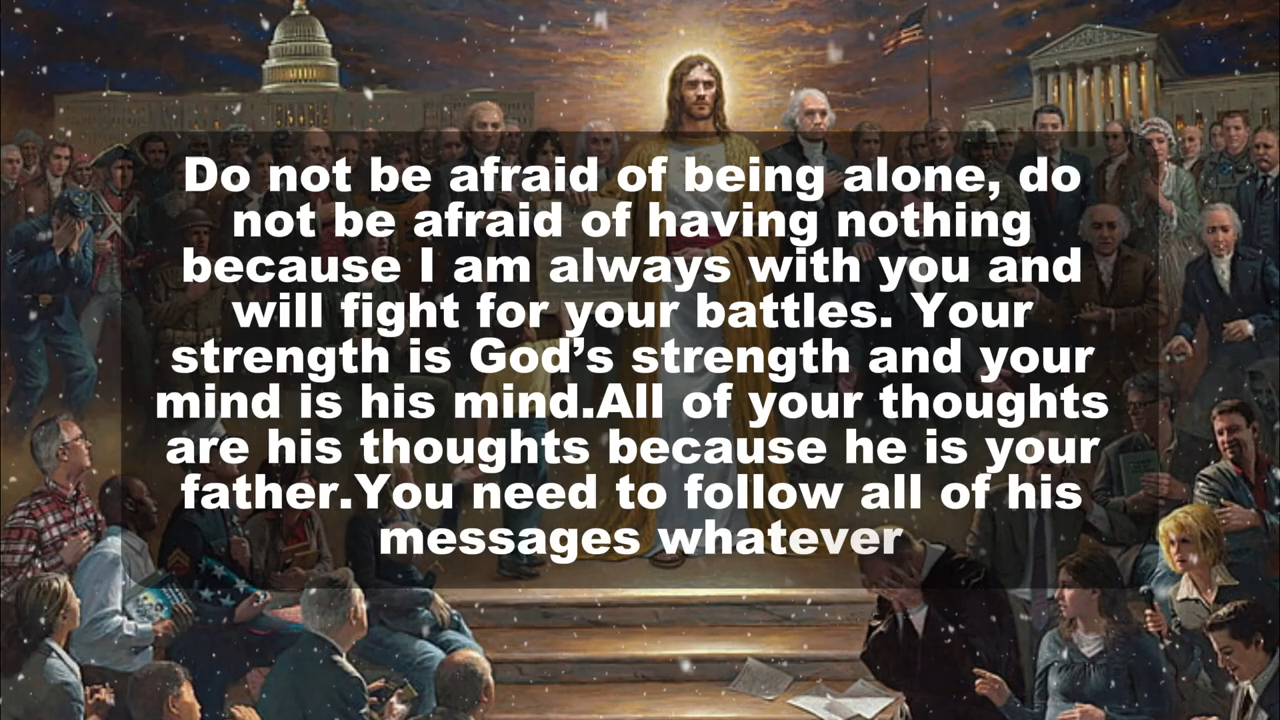 Do not be afraid of being alone, do
not be afraid of having nothing
because I am always with you and
will fight for your battles. Your
strength is God’s strength and your
mind is his mind.All of your thoughts
are his thoughts because he is your
father.You need to follow all of his
messages whatever